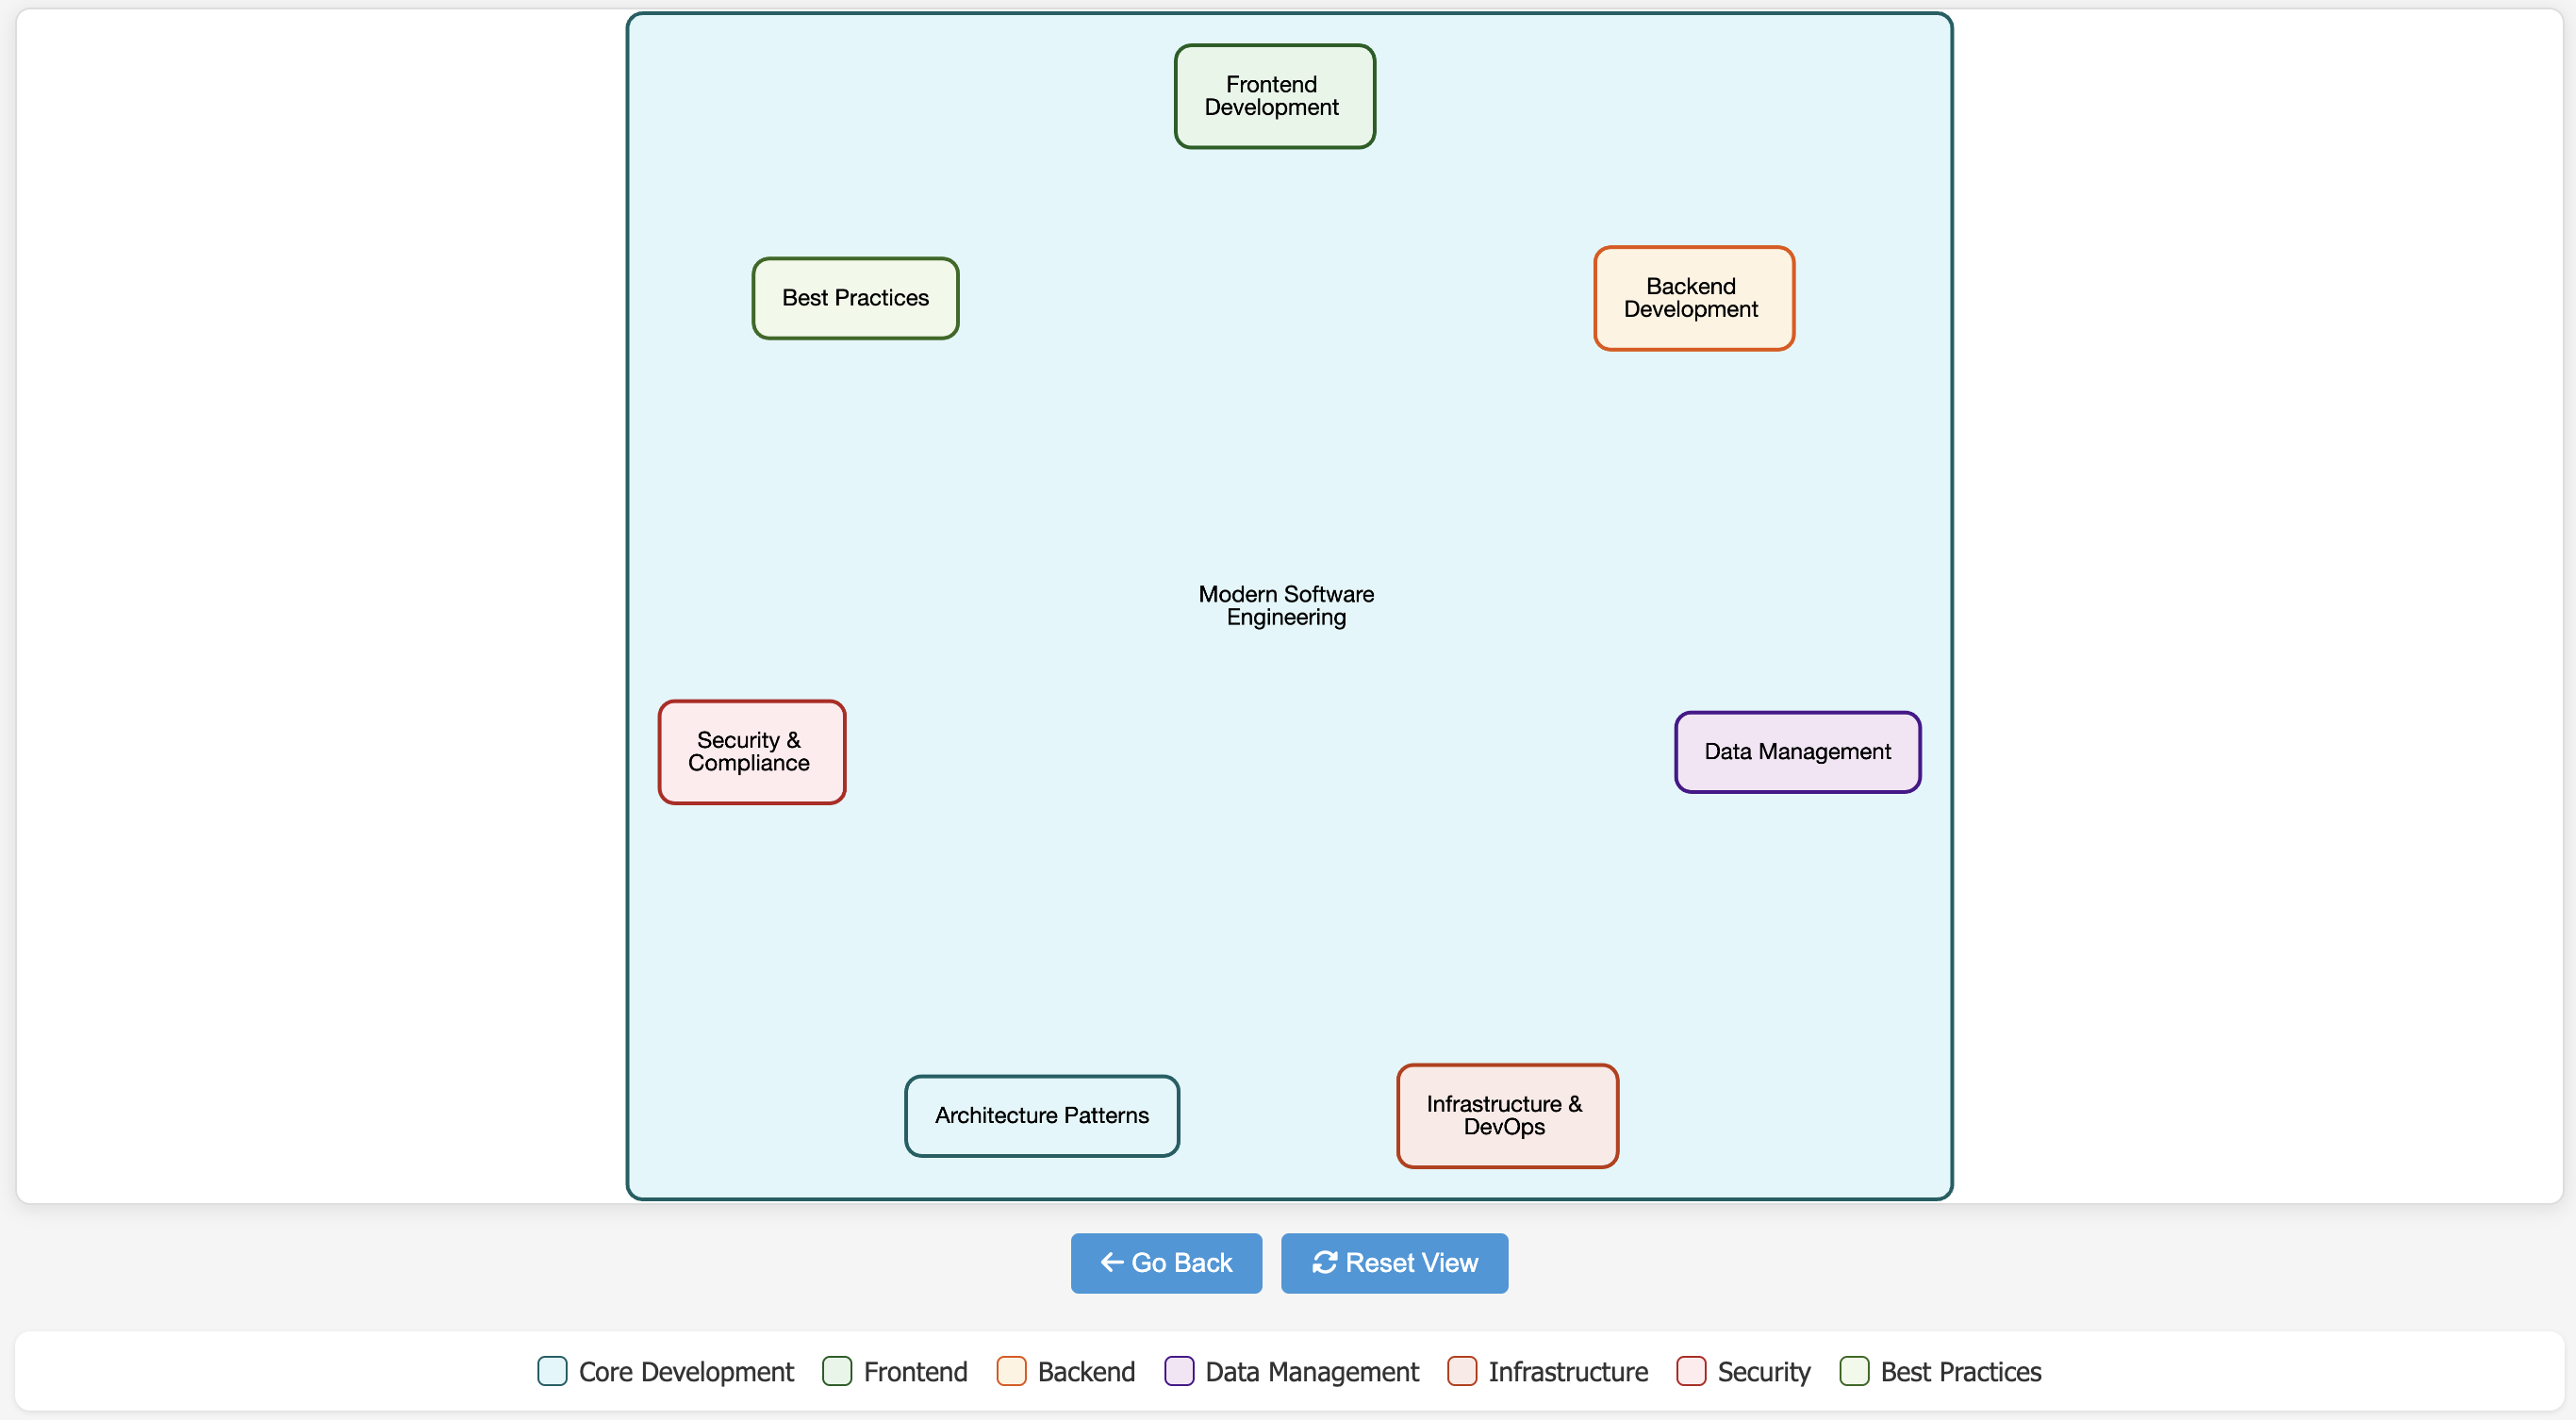 Frontend
Development
Best Practices
Backend
Development
Modern Software
Engineering
Security &
Compliance
Data Management
Architecture Patterns
Infrastructure &
DevOps
Go Back
Reset View
Core Development
Frontend
Backend
Data Management
Infrastructure
Security
Best Practices